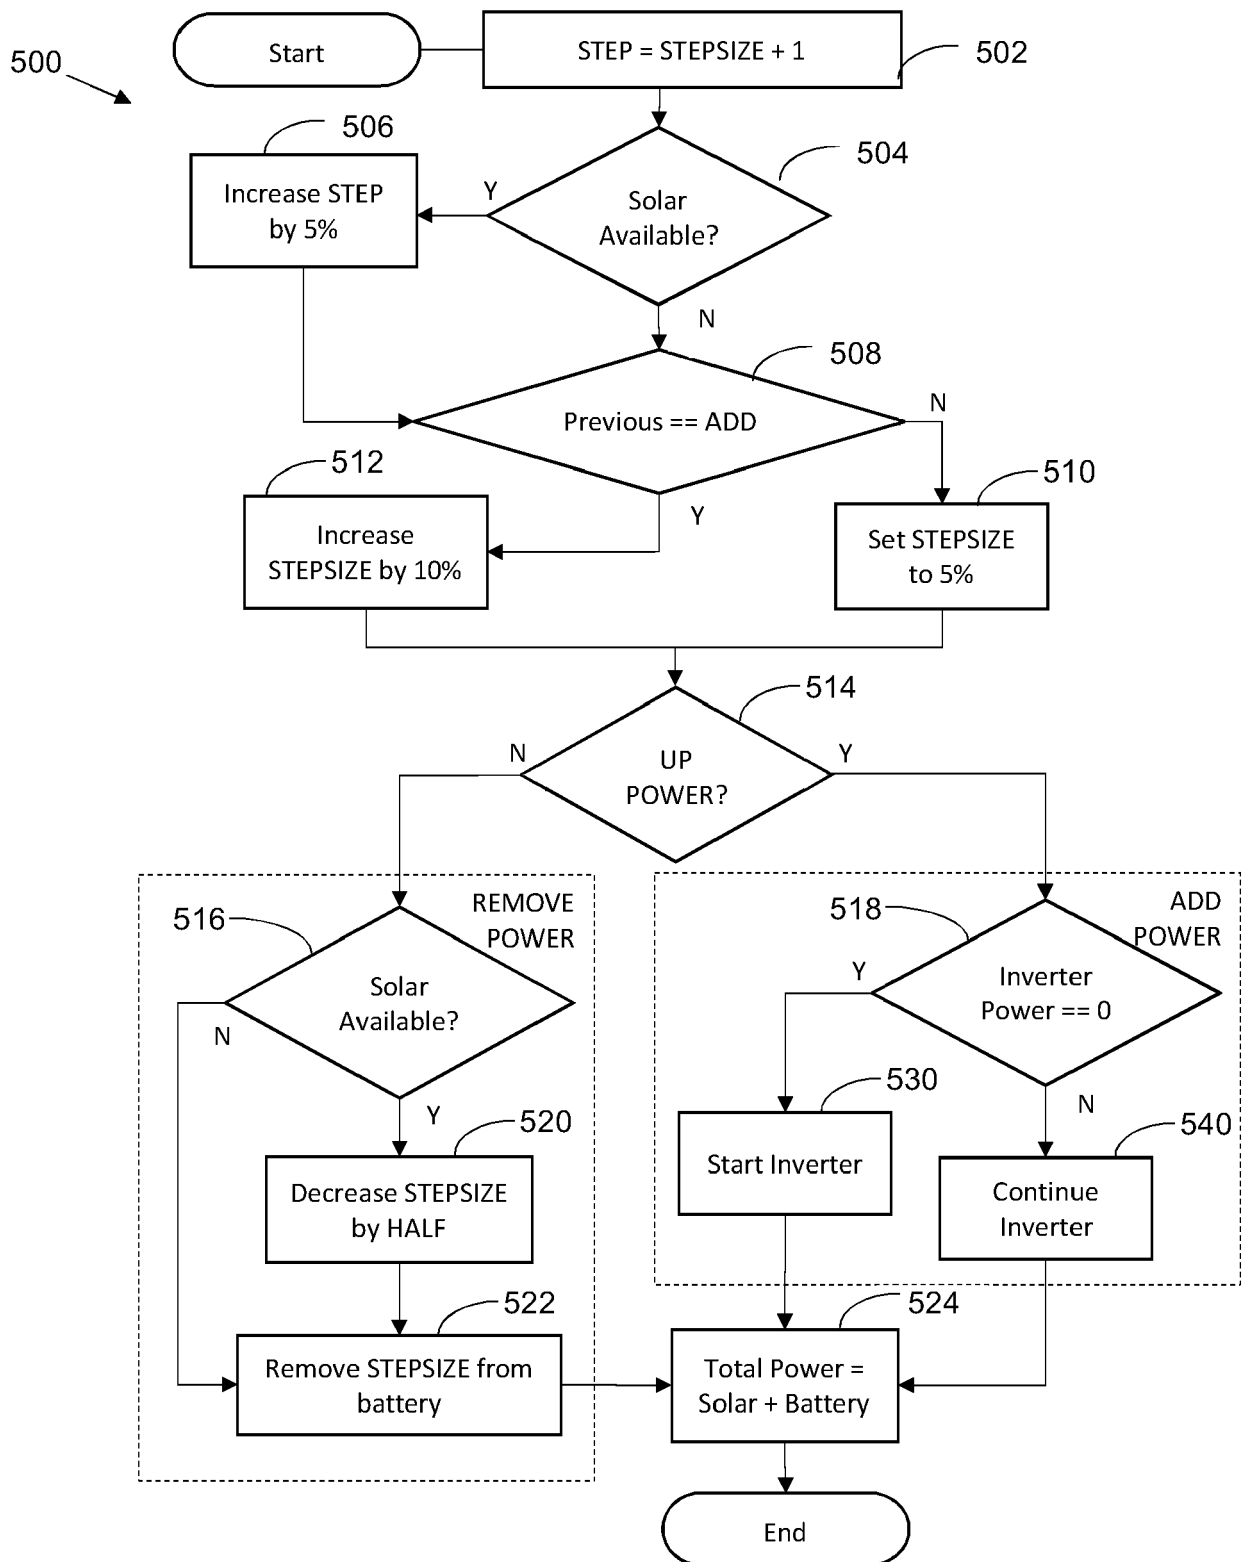 Start
STEP = STEPSIZE + 1
502
500
506
504
Increase STEP
by 5%
Y
Solar
Available?
N
508
Previous == ADD
N
512
510
Y
Increase
STEPSIZE by 10%
Set STEPSIZE
to 5%
514
N
Y
UP
POWER?
REMOVE
POWER
516
ADD
POWER
518
Solar
Available?
N
Y
Inverter
Power == 0
Y
520
530
N
540
Decrease STEPSIZE
by HALF
Start Inverter
Continue
Inverter
522
524
Remove STEPSIZE from
battery
Total Power =
Solar + Battery
End